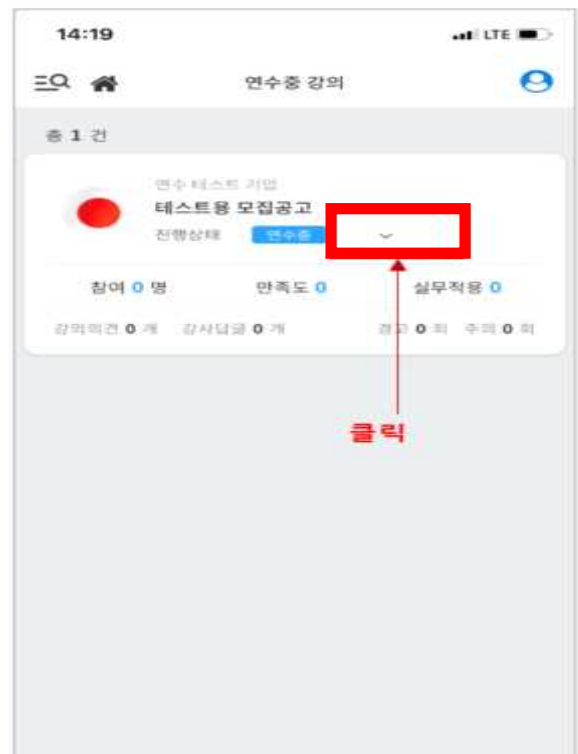 14:19 LTE
연수중 강의
총 1 건
연수 테스트 기업
테스트용 모집공고
진행상태 연수중
참여 0 명 만족도 0 실무적용 0
강의의견 0 개 강사답글 0 개 경고 0 회 주의 0 회
클릭